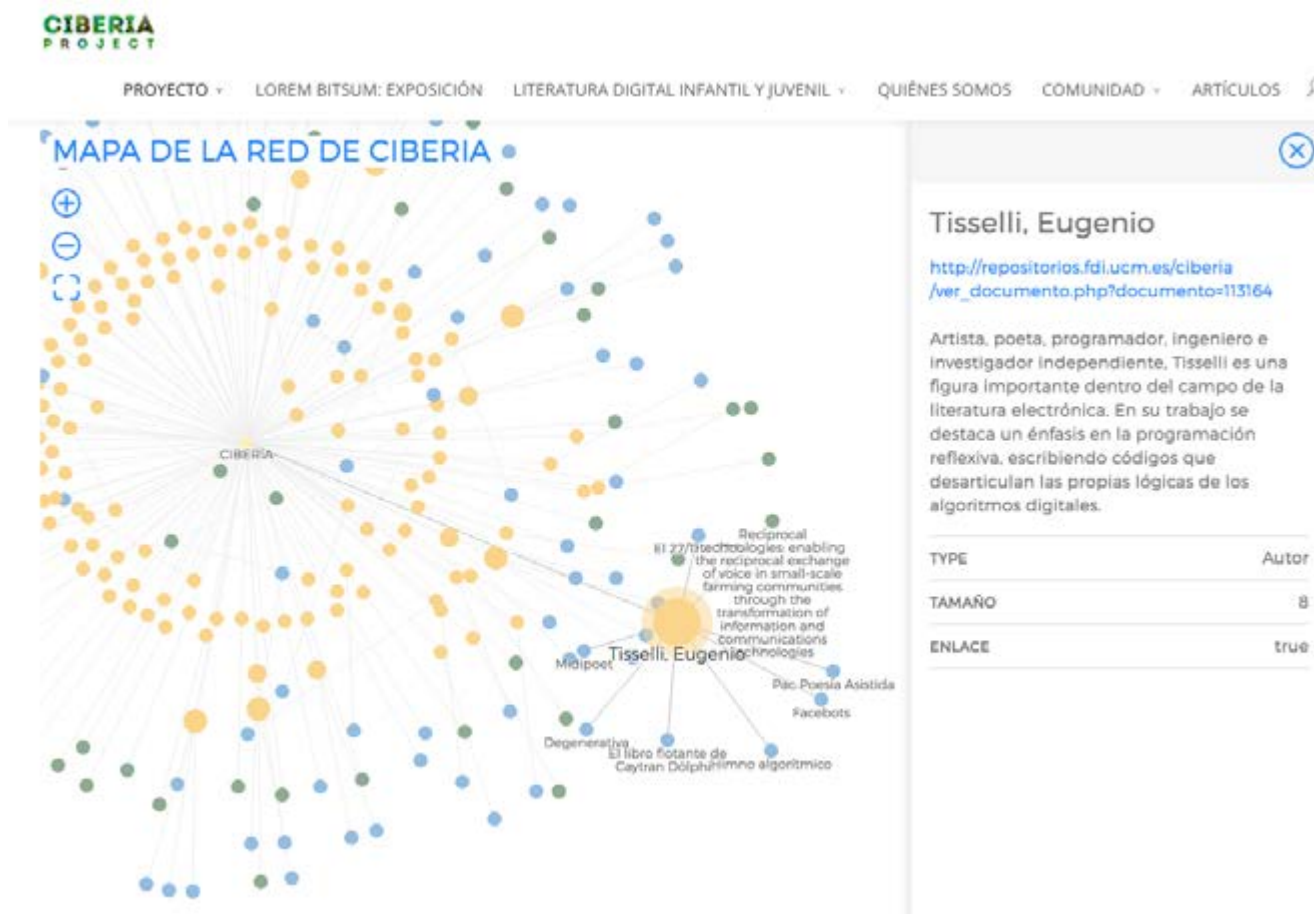 CIBERIA
PROJECT
PROYECTO
LOREM BITSUM: EXPOSICIÓN
LITERATURA DIGITAL INFANTIL Y JUVENIL
QUIÉNES SOMOS
COMUNIDAD
ARTÍCULOS
MAPA DE LA RED DE CIBERIA
CIBERIA
Reciprocal
El 27/
technologies: enabling
the reciprocal exchange
of voice in small-scale
farming communities
through the
transformation of
information and
communications
technologies
Tisselli, Eugenio
Midipoet
Pac Poesía Asistida
Facebots
Degenerativa
El libro flotante de
Caytran Dölphin
Himno algorítmico
Tisselli, Eugenio
http://repositorios.fdi.ucm.es/ciberia
/ver_documento.php?documento=113164
Artista, poeta, programador, ingeniero e
investigador independiente, Tisselli es una
figura importante dentro del campo de la
literatura electrónica. En su trabajo se
destaca un énfasis en la programación
reflexiva, escribiendo códigos que
desarticulan las propias lógicas de los
algoritmos digitales.
TYPE Autor
TAMAÑO 8
ENLACE true